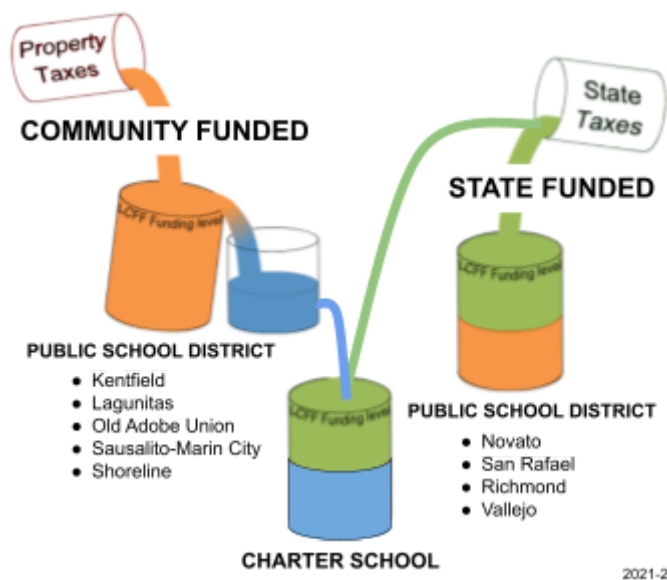 Property
Taxes
State
Taxes
COMMUNITY FUNDED
STATE FUNDED
LCFF Funding level
LCFF Funding level
PUBLIC SCHOOL DISTRICT
● Kentfield
● Lagunitas
● Old Adobe Union
● Sausalito-Marin City
● Shoreline
LCFF Funding level
PUBLIC SCHOOL DISTRICT
● Novato
● San Rafael
● Richmond
● Vallejo
CHARTER SCHOOL
2021-2